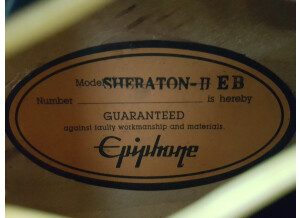 Model SHERATON-II EB
Number is hereby
GUARANTEED
against faulty workmanship and materials.
Epiphone